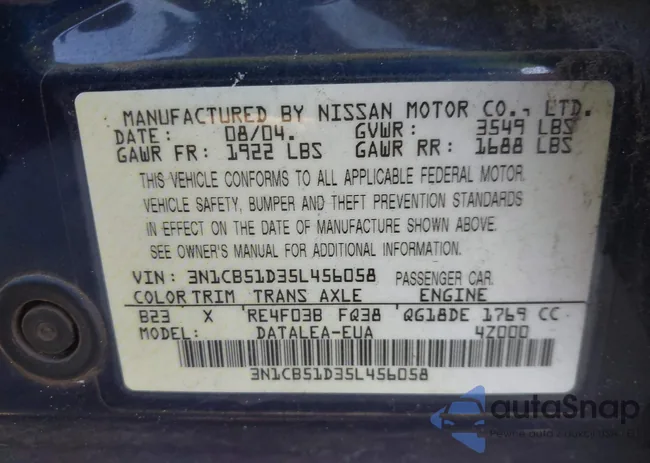 MANUFACTURED BY NISSAN MOTOR CO., LTD.
DATE: 08/04. GVWR: 3549 LBS
GAWR FR: 1922 LBS GAWR RR: 1688 LBS
THIS VEHICLE CONFORMS TO ALL APPLICABLE FEDERAL MOTOR
VEHICLE SAFETY, BUMPER AND THEFT PREVENTION STANDARDS
IN EFFECT ON THE DATE OF MANUFACTURE SHOWN ABOVE.
SEE OWNER'S MANUAL FOR ADDITIONAL INFORMATION.
VIN: 3N1CB51D35L456058 PASSENGER CAR
COLOR TRIM TRANS AXLE ENGINE
B23 X RE4F03B FQ38 QG18DE 1769 CC
MODEL: DATALEA-EUA 4Z000
3N1CB51D35L456058
autaSnap
Pewne auto z